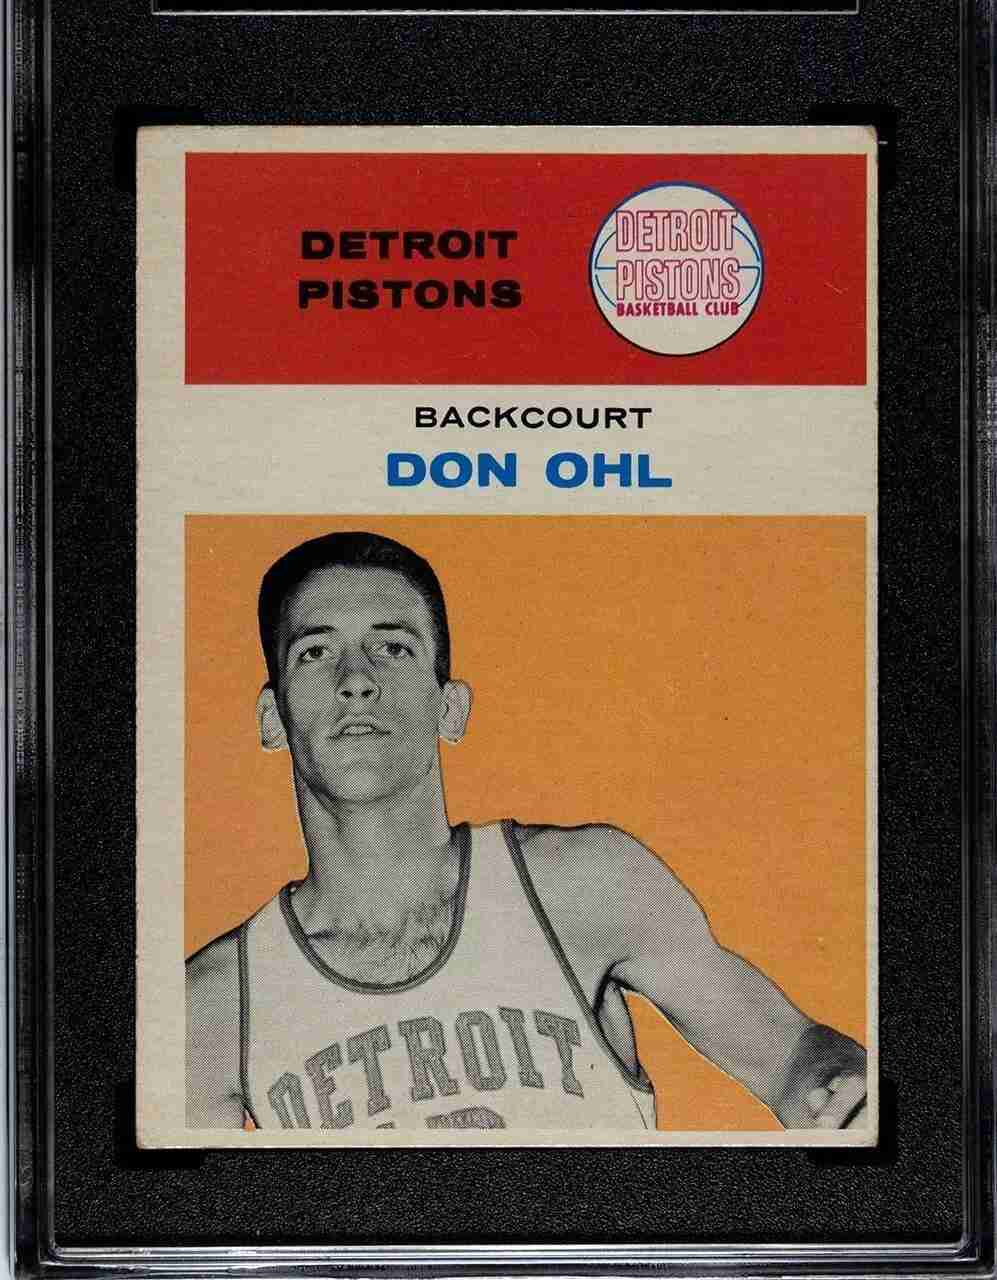 DETROIT
PISTONS
DETROIT
PISTONS
BASKETBALL CLUB
BACKCOURT
DON OHL
DETROIT